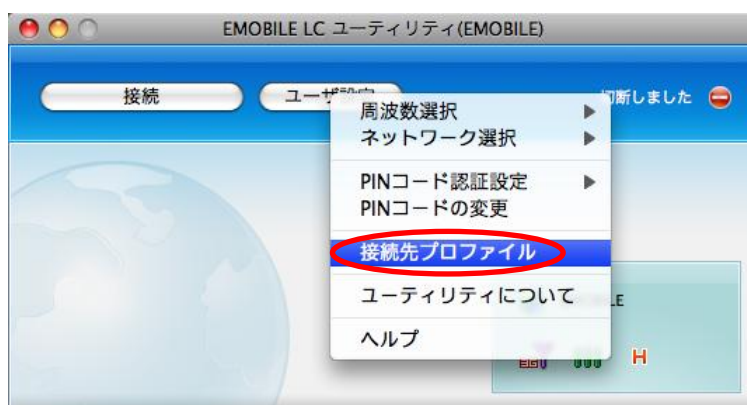 EMOBILE LC ユーティリティ(EMOBILE)
接続
ユーザ
切断しました
周波数選択
ネットワーク選択
PINコード認証設定
PINコードの変更
接続先プロファイル
ユーティリティについて
ヘルプ
H